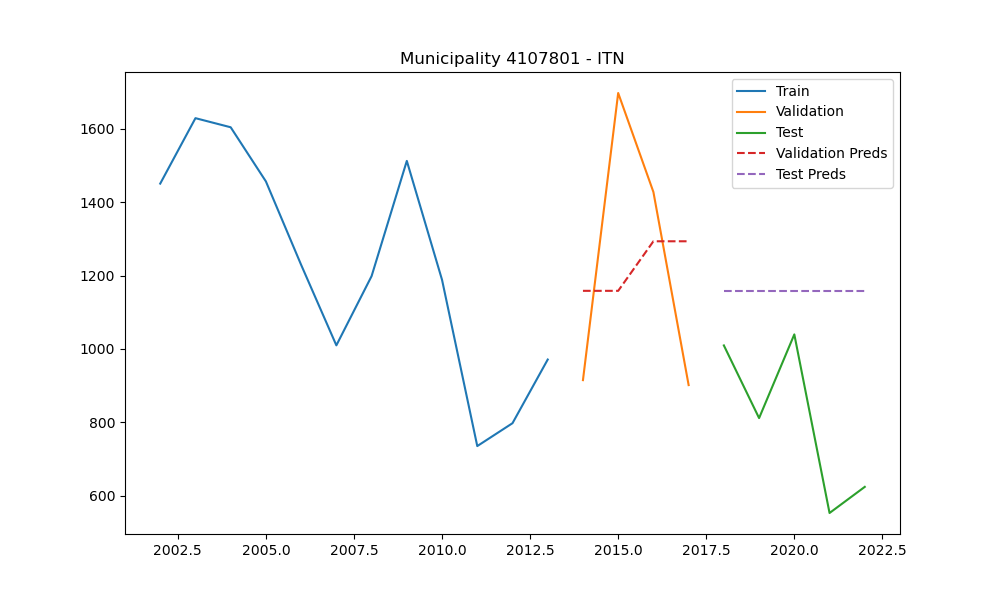 Municipality 4107801 - ITN
Train
Validation
Test
Validation Preds
Test Preds
1600
1400
1200
1000
800
600
2002.5 2005.0 2007.5 2010.0 2012.5 2015.0 2017.5 2020.0 2022.5